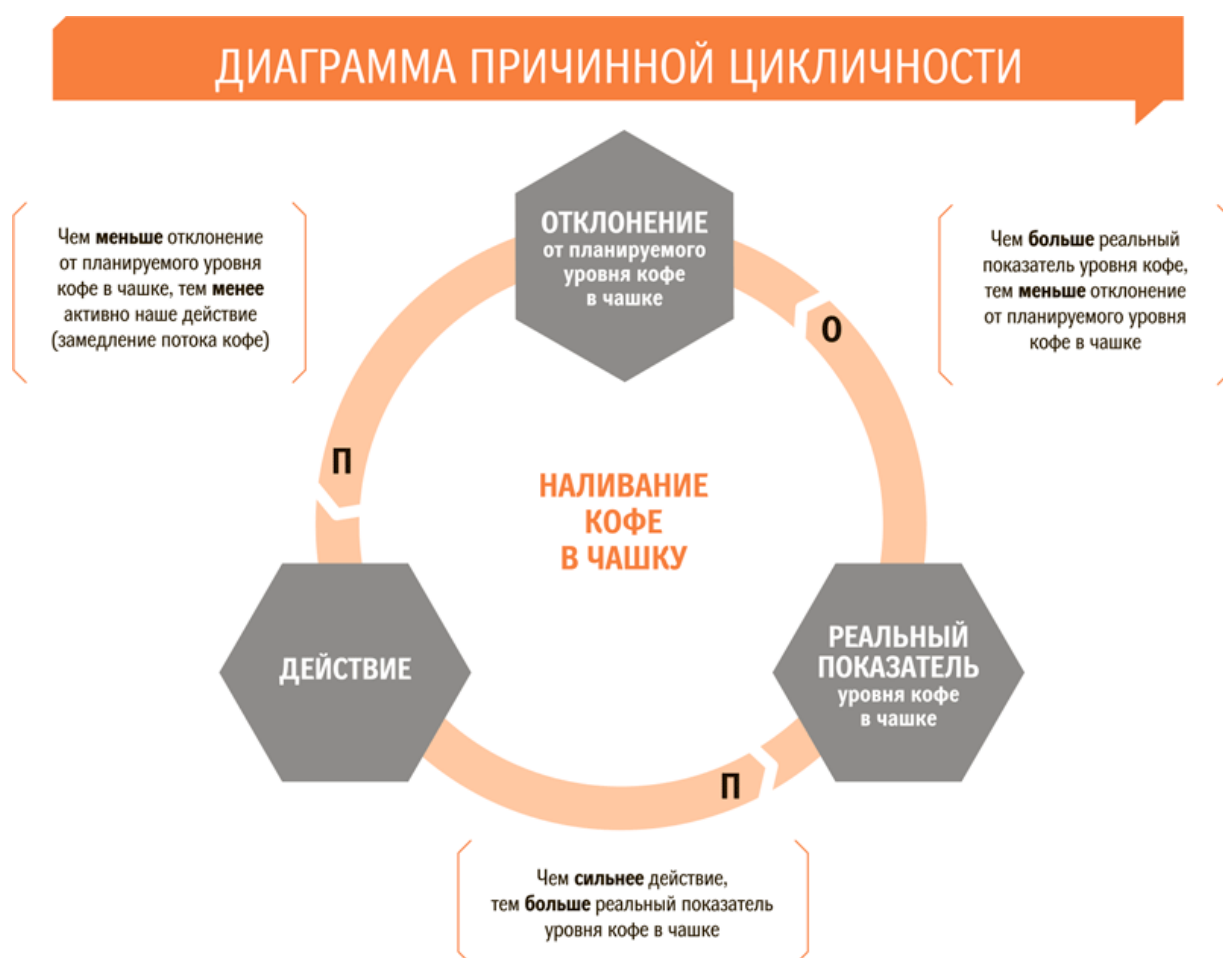 ДИАГРАММА ПРИЧИННОЙ ЦИКЛИЧНОСТИ
ОТКЛОНЕНИЕ
от планируемого
уровня кофе
в чашке
Чем меньше отклонение
от планируемого уровня
кофе в чашке, тем менее
активно наше действие
(замедление потока кофе)
Чем больше реальный
показатель уровня кофе,
тем меньше отклонение
от планируемого уровня
кофе в чашке
О
П
НАЛИВАНИЕ
КОФЕ
В ЧАШКУ
ДЕЙСТВИЕ
РЕАЛЬНЫЙ
ПОКАЗАТЕЛЬ
уровня кофе
в чашке
П
Чем сильнее действие,
тем больше реальный показатель
уровня кофе в чашке